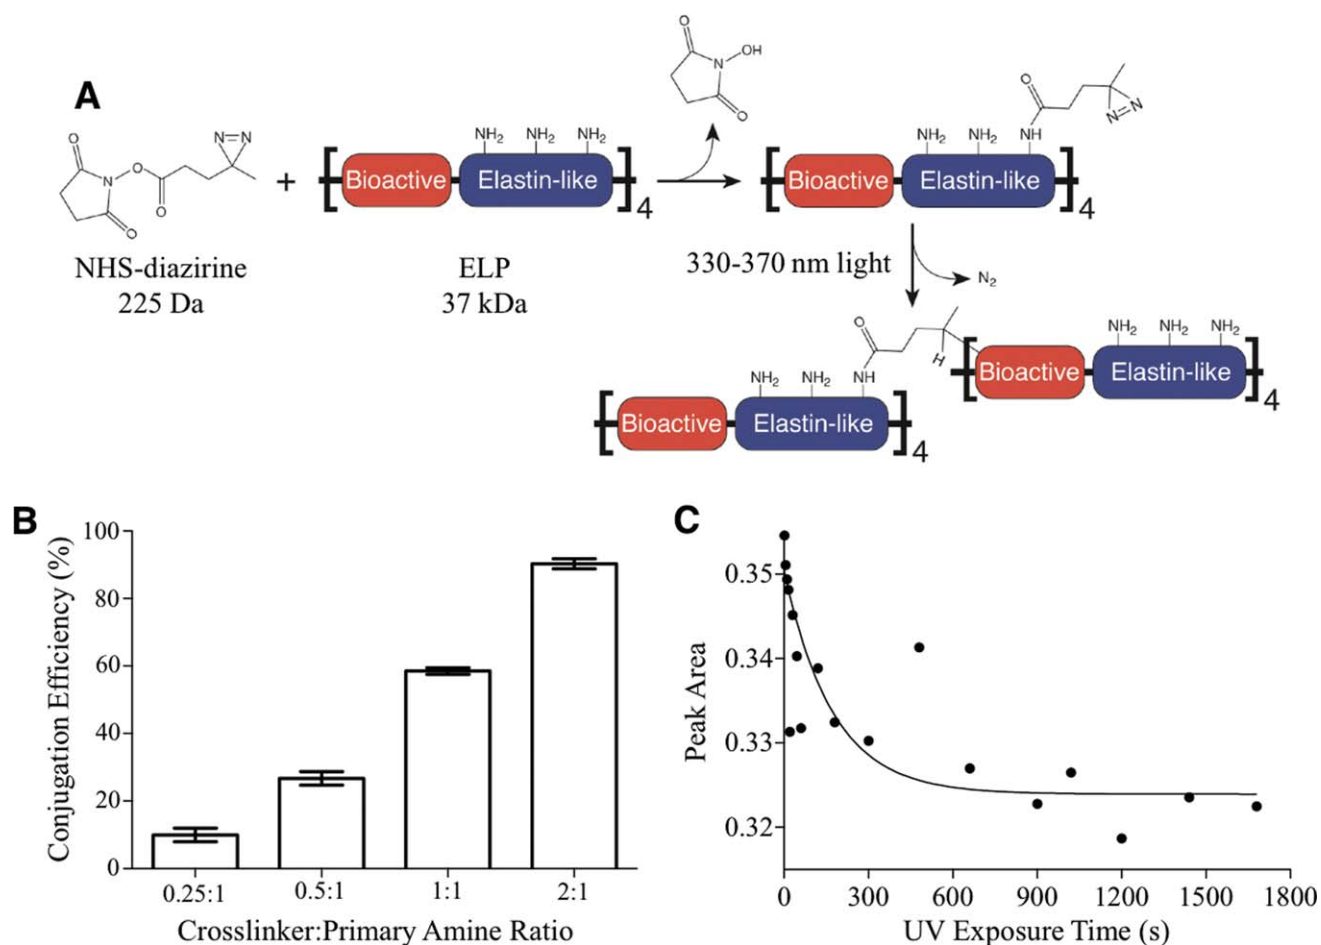 A
O
N
OH
O
O
N=N
O
N
O
O
O
+
NH2 NH2 NH2
[Bioactive Elastin-like]4
O
NH2 NH2 NH
N=N
[Bioactive Elastin-like]4
NHS-diazirine
225 Da
ELP
37 kDa
330-370 nm light
N2
O
H
NH2 NH2 NH
[Bioactive Elastin-like]4
NH2 NH2 NH2
[Bioactive Elastin-like]4
B
Conjugation Efficiency (%)
100
80
60
40
20
0
0.25:1 0.5:1 1:1 2:1
Crosslinker:Primary Amine Ratio
C
Peak Area
0.35
0.34
0.33
0.32
0 300 600 900 1200 1500 1800
UV Exposure Time (s)